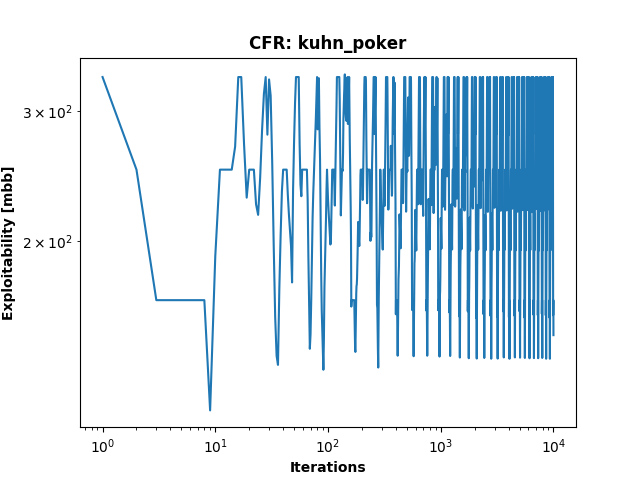 CFR: kuhn_poker
Exploitability [mbb]
3 × 10²
2 × 10²
10⁰ 10¹ 10² 10³ 10⁴
Iterations